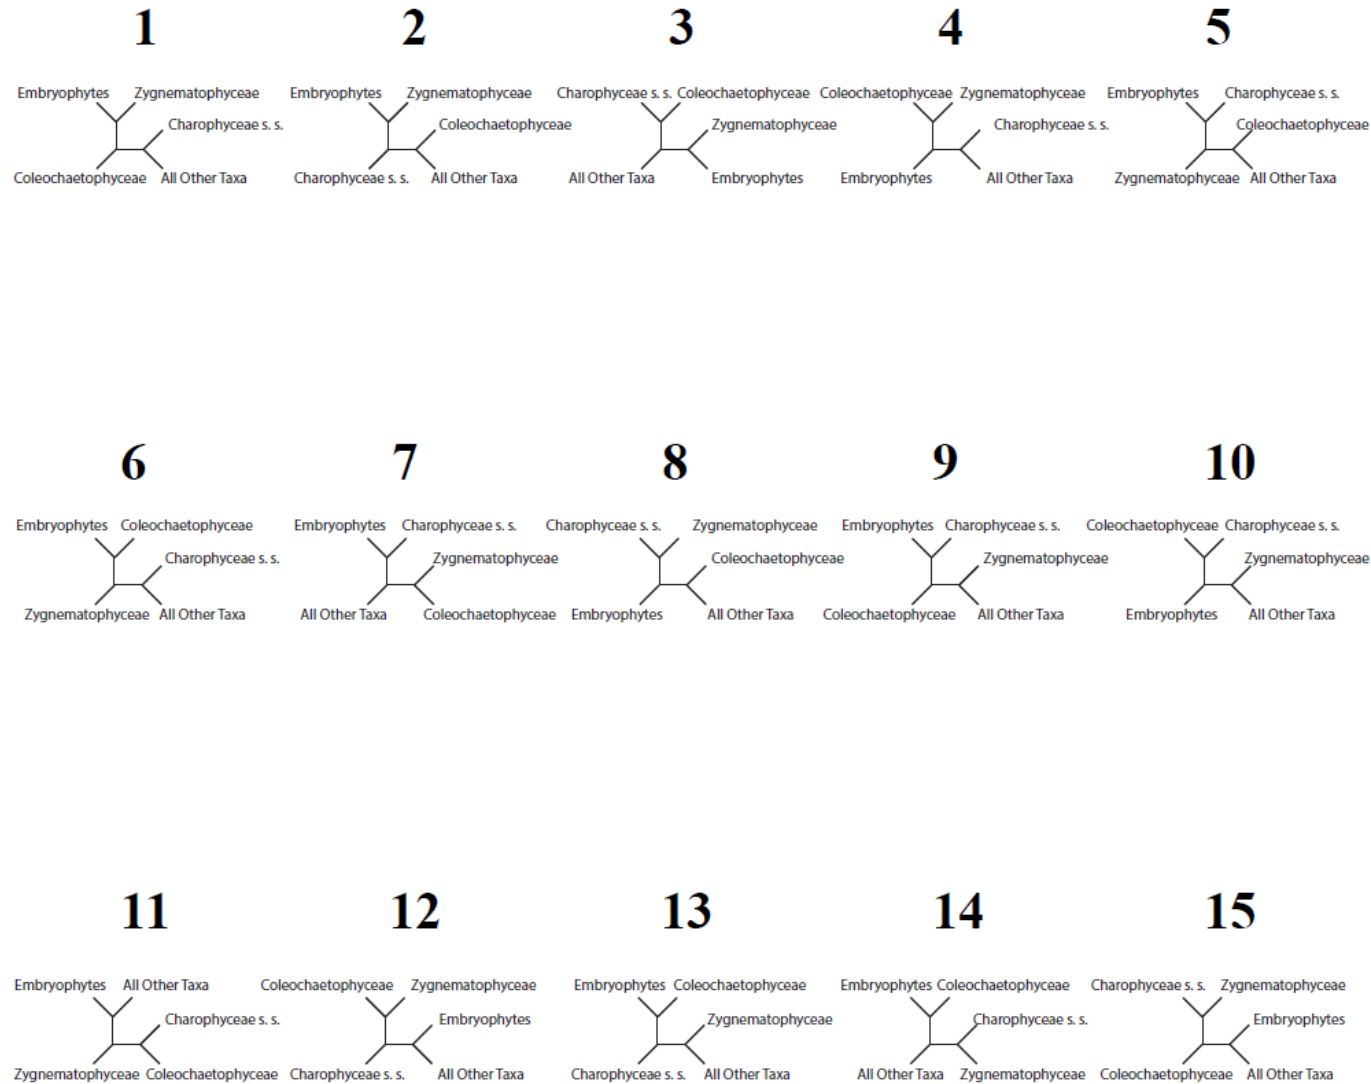 1 2 3 4 5
Embryophytes Zygnematophyceae Embryophytes Zygnematophyceae Charophyceae s. s. Coleochaetophyceae Coleochaetophyceae Zygnematophyceae Embryophytes Charophyceae s. s.
Charophyceae s. s. Coleochaetophyceae Zygnematophyceae Charophyceae s. s. Coleochaetophyceae
Coleochaetophyceae All Other Taxa Charophyceae s. s. All Other Taxa All Other Taxa Embryophytes Embryophytes All Other Taxa Zygnematophyceae All Other Taxa
6 7 8 9 10
Embryophytes Coleochaetophyceae Embryophytes Charophyceae s. s. Charophyceae s. s. Zygnematophyceae Embryophytes Charophyceae s. s. Coleochaetophyceae Charophyceae s. s.
Charophyceae s. s. Zygnematophyceae Coleochaetophyceae Zygnematophyceae Zygnematophyceae
Zygnematophyceae All Other Taxa All Other Taxa Coleochaetophyceae Embryophytes All Other Taxa Coleochaetophyceae All Other Taxa Embryophytes All Other Taxa
11 12 13 14 15
Embryophytes All Other Taxa Coleochaetophyceae Zygnematophyceae Embryophytes Coleochaetophyceae Embryophytes Coleochaetophyceae Charophyceae s. s. Zygnematophyceae
Charophyceae s. s. Embryophytes Zygnematophyceae Charophyceae s. s. Embryophytes
Zygnematophyceae Coleochaetophyceae Charophyceae s. s. All Other Taxa Charophyceae s. s. All Other Taxa All Other Taxa Zygnematophyceae Coleochaetophyceae All Other Taxa